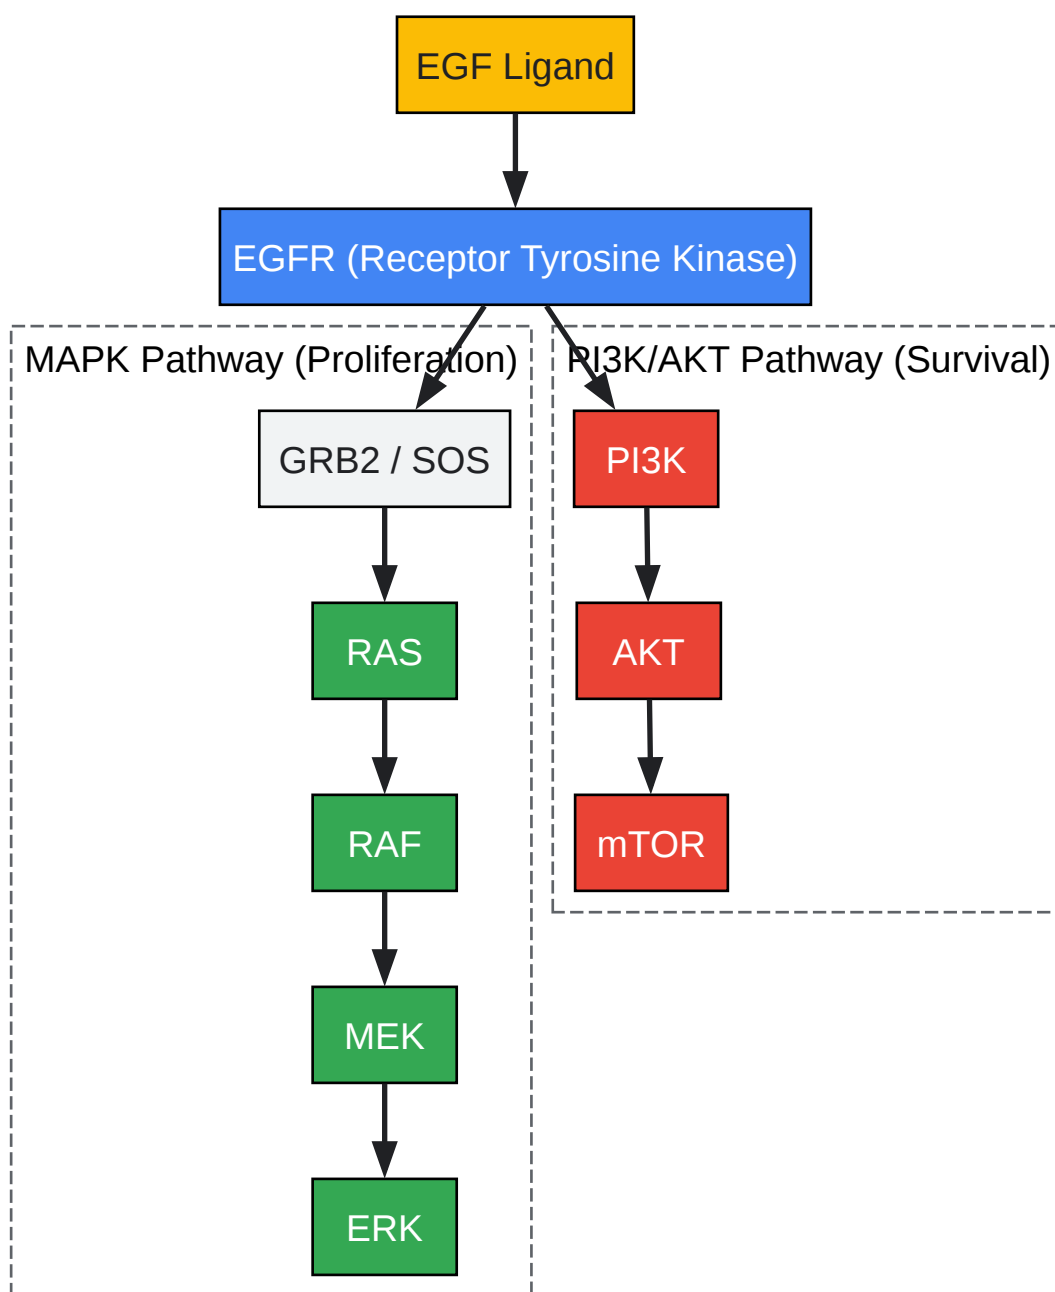 EGF Ligand
EGFR (Receptor Tyrosine Kinase)
MAPK Pathway (Proliferation)
PI3K/AKT Pathway (Survival)
GRB2 / SOS
PI3K
RAS
AKT
RAF
mTOR
MEK
ERK